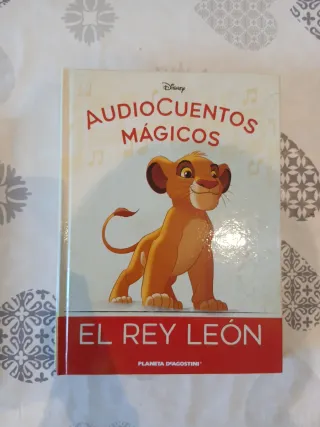 Disney
AUDIOCUENTOS
MÁGICOS
EL REY LEÓN
PLANETA DEAGOSTINI